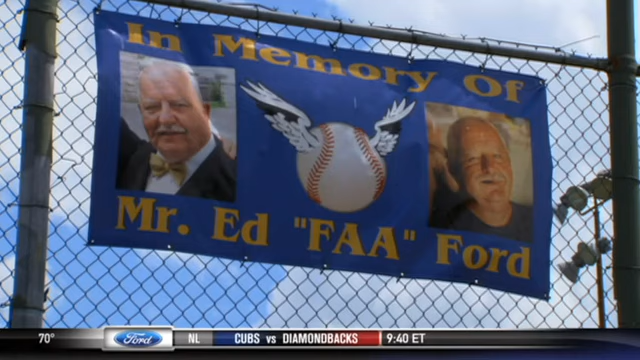 In Memory Of
Mr. Ed "FAA" Ford
70° Ford NL CUBS vs DIAMONDBACKS 9:40 ET